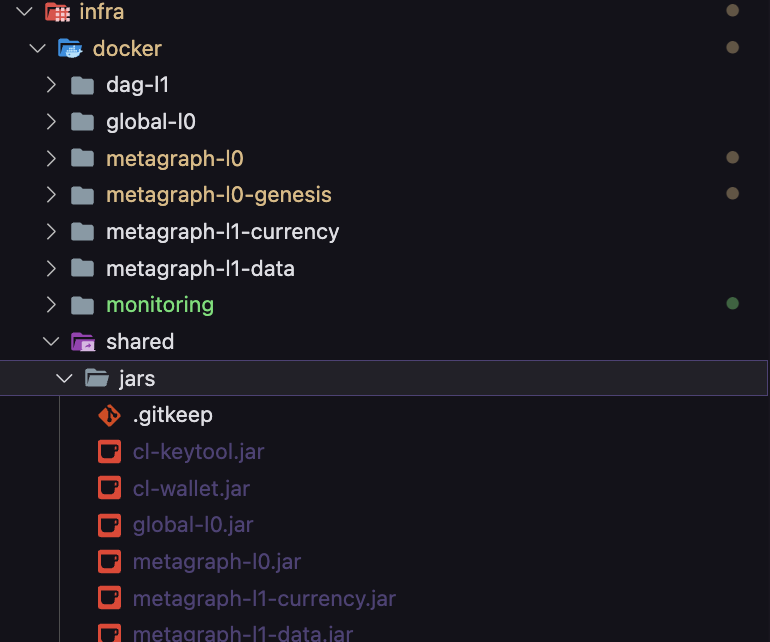 infra
docker
dag-l1
global-l0
metagraph-l0
metagraph-l0-genesis
metagraph-l1-currency
metagraph-l1-data
monitoring
shared
jars
.gitkeep
cl-keytool.jar
cl-wallet.jar
global-l0.jar
metagraph-l0.jar
metagraph-l1-currency.jar
metagraph-l1-data.jar